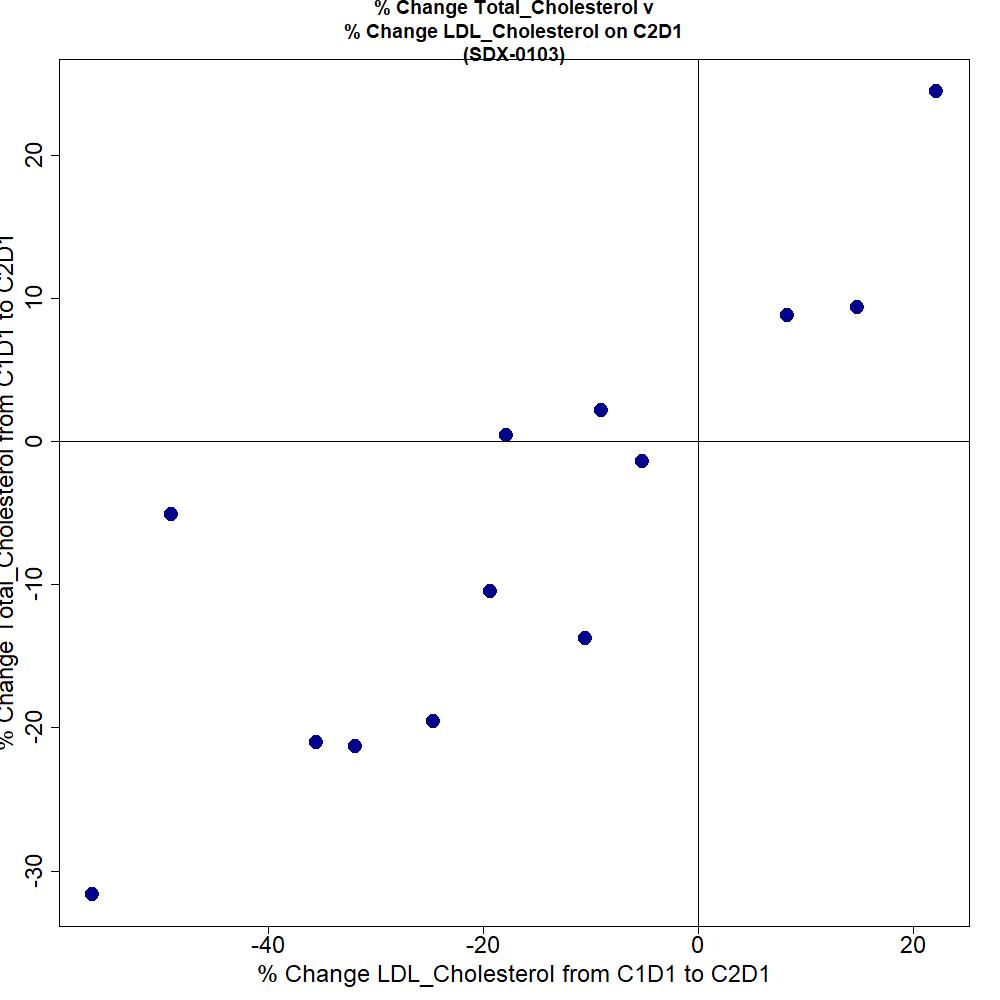 % Change Total_Cholesterol v
% Change LDL_Cholesterol on C2D1
(SDX-0103)
% Change Total_Cholesterol from C1D1 to C2D1
20
10
0
-10
-20
-30
-40
-20
0
20
% Change LDL_Cholesterol from C1D1 to C2D1